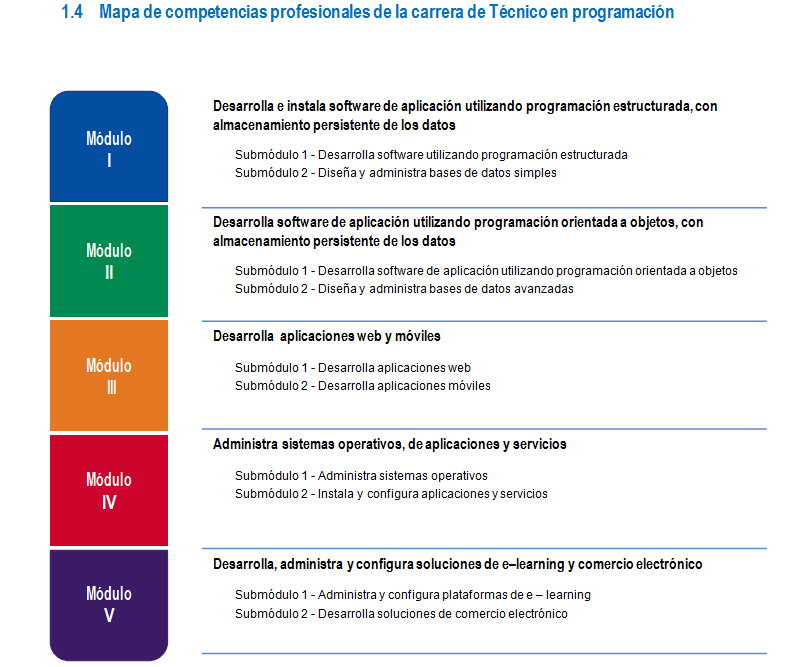 1.4 Mapa de competencias profesionales de la carrera de Técnico en programación
Módulo
I
Desarrolla e instala software de aplicación utilizando programación estructurada, con
almacenamiento persistente de los datos
Submódulo 1 - Desarrolla software utilizando programación estructurada
Submódulo 2 - Diseña y administra bases de datos simples
Módulo
II
Desarrolla software de aplicación utilizando programación orientada a objetos, con
almacenamiento persistente de los datos
Submódulo 1 - Desarrolla software de aplicación utilizando programación orientada a objetos
Submódulo 2 - Diseña y administra bases de datos avanzadas
Módulo
III
Desarrolla aplicaciones web y móviles
Submódulo 1 - Desarrolla aplicaciones web
Submódulo 2 - Desarrolla aplicaciones móviles
Módulo
IV
Administra sistemas operativos, de aplicaciones y servicios
Submódulo 1 - Administra sistemas operativos
Submódulo 2 - Instala y configura aplicaciones y servicios
Módulo
V
Desarrolla, administra y configura soluciones de e–learning y comercio electrónico
Submódulo 1 - Administra y configura plataformas de e – learning
Submódulo 2 - Desarrolla soluciones de comercio electrónico